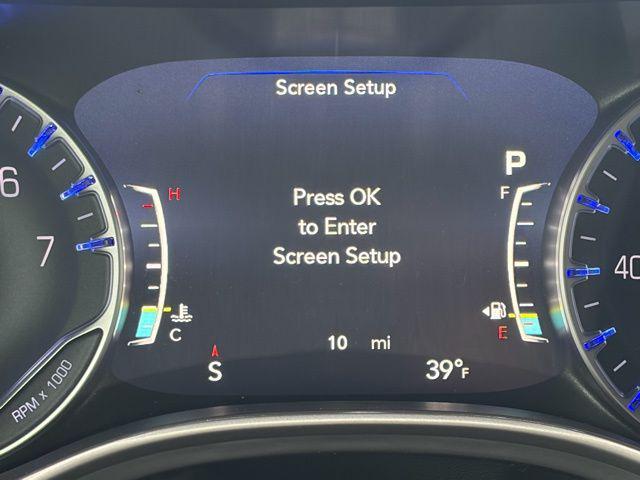 Screen Setup
P
6
H
F
Press OK
to Enter
Screen Setup
7
40
C
E
10 mi
S
39°F
RPM x 1000